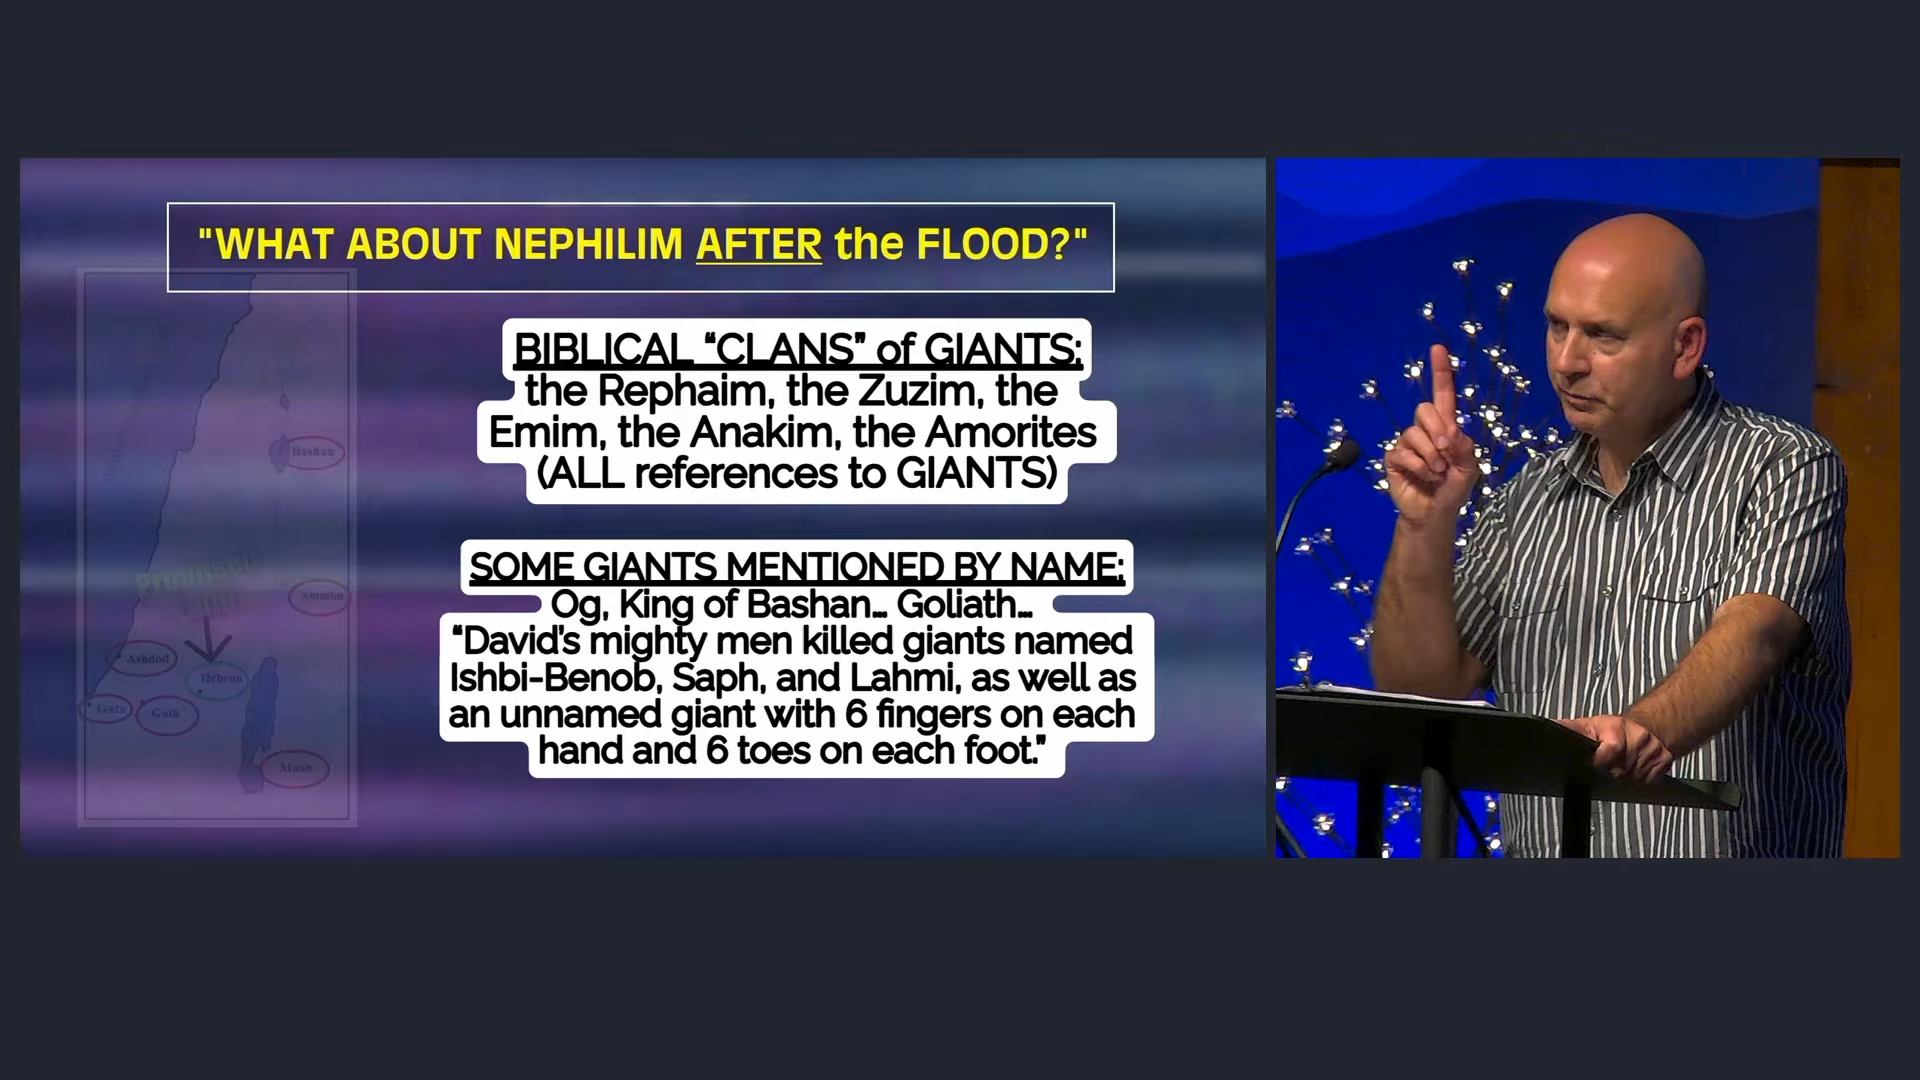 "WHAT ABOUT NEPHILIM AFTER the FLOOD?"
BIBLICAL “CLANS” of GIANTS:
the Rephaim, the Zuzim, the
Emim, the Anakim, the Amorites
(ALL references to GIANTS)
SOME GIANTS MENTIONED BY NAME:
Og, King of Bashan... Goliath...
“David's mighty men killed giants named
Ishbi-Benob, Saph, and Lahmi, as well as
an unnamed giant with 6 fingers on each
hand and 6 toes on each foot.”
Bashan
Promised
Land
Ammon
Ashdod
Hebron
Gaza
Gath
Moab